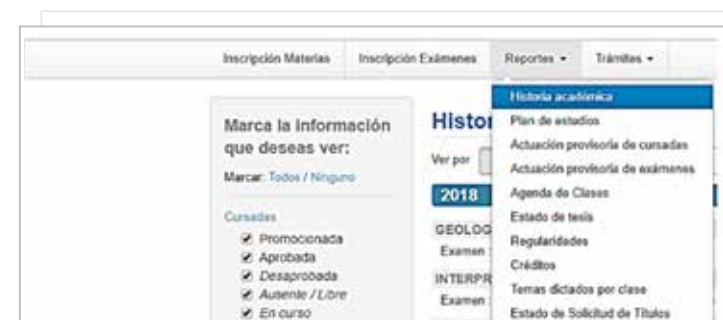 Inscripción Materias Inscripción Exámenes Reportes Trámites
Marca la información
que deseas ver:
Marcar: Todos / Ninguno
Cursadas
Promocionada
Aprobada
Desaprobada
Ausente / Libre
En curso
Histor
Ver por
2018
GEOLOG
Examen
INTERPR
Examen
Historia académica
Plan de estudios
Actuación provisoria de cursadas
Actuación provisoria de exámenes
Agenda de Clases
Estado de tesis
Regularidades
Créditos
Temas dictados por clase
Estado de Solicitud de Títulos